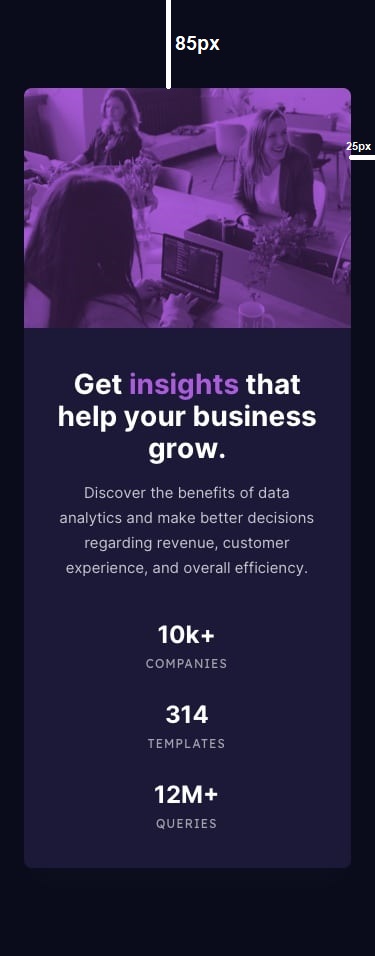 85px
25px
Get insights that
help your business
grow.
Discover the benefits of data
analytics and make better decisions
regarding revenue, customer
experience, and overall efficiency.
10k+
COMPANIES
314
TEMPLATES
12M+
QUERIES